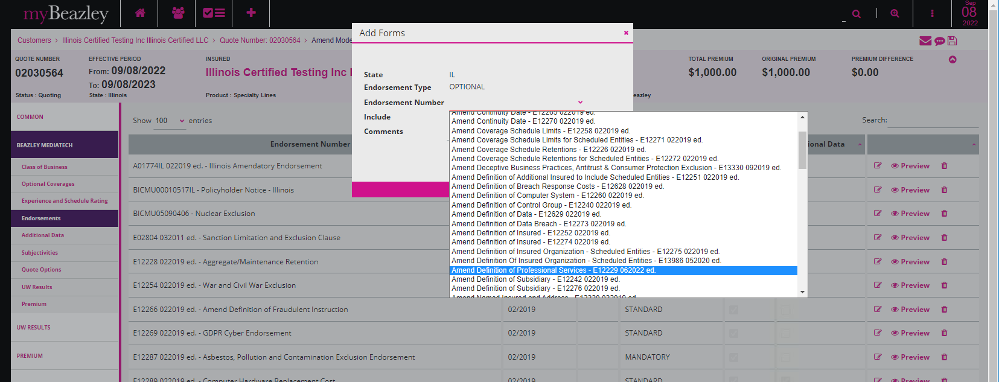 myBeazley
Sep
08
2022
Add Forms
Customers > Illinois Certified Testing Inc Illinois Certified LLC > Quote Number: 02030564 > Amend Mode
QUOTE NUMBER
02030564
Status : Quoting
EFFECTIVE PERIOD
From: 09/08/2022
To: 09/08/2023
State : Illinois
INSURED
Illinois Certified Testing Inc I
Product : Specialty Lines
eazley
TOTAL PREMIUM
$1,000.00
ORIGINAL PREMIUM
$1,000.00
PREMIUM DIFFERENCE
$0.00
State IL
Endorsement Type OPTIONAL
Endorsement Number
Include
Comments
Amend Continuity Date - E12265 022019 ed.
Amend Continuity Date - E12270 022019 ed.
Amend Coverage Schedule Limits - E12258 022019 ed.
Amend Coverage Schedule Limits for Scheduled Entities - E12271 022019 ed.
Amend Coverage Schedule Retentions - E12226 022019 ed.
Amend Coverage Schedule Retentions for Scheduled Entities - E12272 022019 ed.
Amend Deceptive Business Practices, Antitrust & Consumer Protection Exclusion - E13330 092019 ed.
Amend Definition of Additional Insured to Include Scheduled Entities - E12251 022019 ed.
Amend Definition of Breach Response Costs - E12628 022019 ed.
Amend Definition of Computer System - E12260 022019 ed.
Amend Definition of Control Group - E12240 022019 ed.
Amend Definition of Data - E12629 022019 ed.
Amend Definition of Data Breach - E12273 022019 ed.
Amend Definition of Insured - E12252 022019 ed.
Amend Definition of Insured - E12274 022019 ed.
Amend Definition of Insured Organization - Scheduled Entities - E12275 022019 ed.
Amend Definition Of Insured Organization - Scheduled Entities - E13986 052020 ed.
Amend Definition of Professional Services - E12229 062022 ed.
Amend Definition of Subsidiary - E12242 022019 ed.
Amend Definition of Subsidiary - E12276 022019 ed.
Amend Named Insured and Address - E12220 022019 ed.
COMMON
BEAZLEY MEDIATECH
Class of Business
Optional Coverages
Experience and Schedule Rating
Endorsements
Additional Data
Subjectivities
Quote Options
UW Results
Premium
UW RESULTS
PREMIUM
Show 100 entries
Search:
Endorsement Number
ional Data
A01774IL 022019 ed. - Illinois Amendatory Endorsement Preview
BICMU00010517IL - Policyholder Notice - Illinois Preview
BICMU05090406 - Nuclear Exclusion Preview
E02804 032011 ed. - Sanction Limitation and Exclusion Clause Preview
E12228 022019 ed. - Aggregate/Maintenance Retention Preview
E12254 022019 ed. - War and Civil War Exclusion Preview
E12266 022019 ed. - Amend Definition of Fraudulent Instruction 02/2019 STANDARD Preview
E12269 022019 ed. - GDPR Cyber Endorsement 02/2019 STANDARD Preview
E12287 022019 ed. - Asbestos, Pollution and Contamination Exclusion Endorsement 02/2019 MANDATORY Preview
E12289 022019 ed. - Computer Hardware Replacement Cost 02/2019 STANDARD Preview